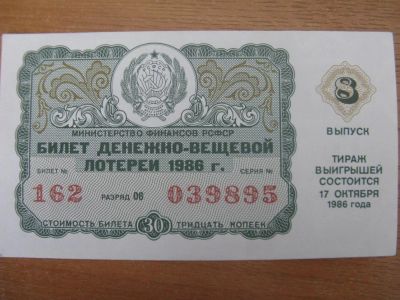 МИНИСТЕРСТВО ФИНАНСОВ РСФСР
БИЛЕТ ДЕНЕЖНО-ВЕЩЕВОЙ
ЛОТЕРЕИ 1986 г.
БИЛЕТ № СЕРИЯ №
162 РАЗРЯД 06 039895
СТОИМОСТЬ БИЛЕТА 30 ТРИДЦАТЬ КОПЕЕК
8
ВЫПУСК
ТИРАЖ
ВЫИГРЫШЕЙ
СОСТОИТСЯ
17 ОКТЯБРЯ
1986 года